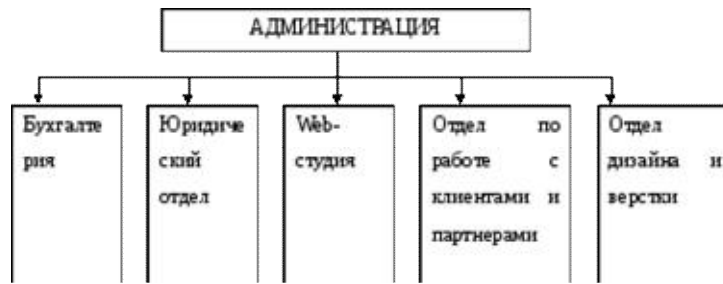 АДМИНИСТРАЦИЯ
Бухгалте
рия
Юридиче
ский
отдел
Web-
студия
Отдел по
работе с
клиентами и
партнерами
Отдел
дизайна и
верстки